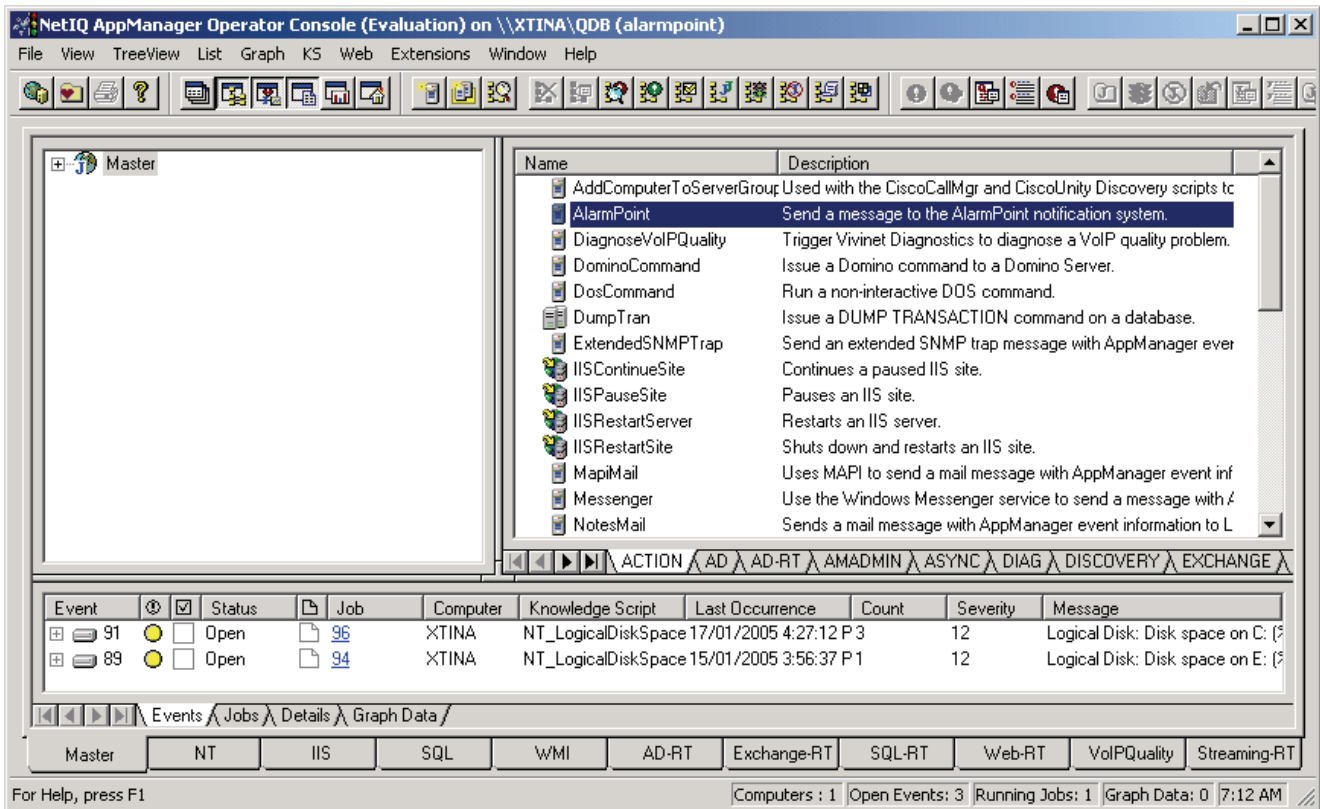 NetIQ AppManager Operator Console (Evaluation) on \\XTINA\QDB (alarmpoint)
File View TreeView List Graph KS Web Extensions Window Help
Master
Name Description
AddComputerToServerGroup Used with the CiscoCallMgr and CiscoUnity Discovery scripts to
AlarmPoint Send a message to the AlarmPoint notification system.
DiagnoseVoIPQuality Trigger Vivinet Diagnostics to diagnose a VoIP quality problem.
DominoCommand Issue a Domino command to a Domino Server.
DosCommand Run a non-interactive DOS command.
DumpTran Issue a DUMP TRANSACTION command on a database.
ExtendedSNMPTrap Send an extended SNMP trap message with AppManager ever
IISContinueSite Continues a paused IIS site.
IISPauseSite Pauses an IIS site.
IISRestartServer Restarts an IIS server.
IISRestartSite Shuts down and restarts an IIS site.
MapiMail Uses MAPI to send a mail message with AppManager event inf
Messenger Use the Windows Messenger service to send a message with
NotesMail Sends a mail message with AppManager event information to L
ACTION AD AD-RT AMADMIN ASYNC DIAG DISCOVERY EXCHANGE
Event Status Job Computer Knowledge Script Last Occurrence Count Severity Message
91 Open 96 XTINA NT_LogicalDiskSpace 17/01/2005 4:27:12 P 3 12 Logical Disk: Disk space on C: (%
89 Open 94 XTINA NT_LogicalDiskSpace 15/01/2005 3:56:37 P 1 12 Logical Disk: Disk space on E: (%
Events Jobs Details Graph Data
Master NT IIS SQL WMI AD-RT Exchange-RT SQL-RT Web-RT VoIPQuality Streaming-RT
For Help, press F1 Computers : 1 Open Events: 3 Running Jobs: 1 Graph Data: 0 7:12 AM